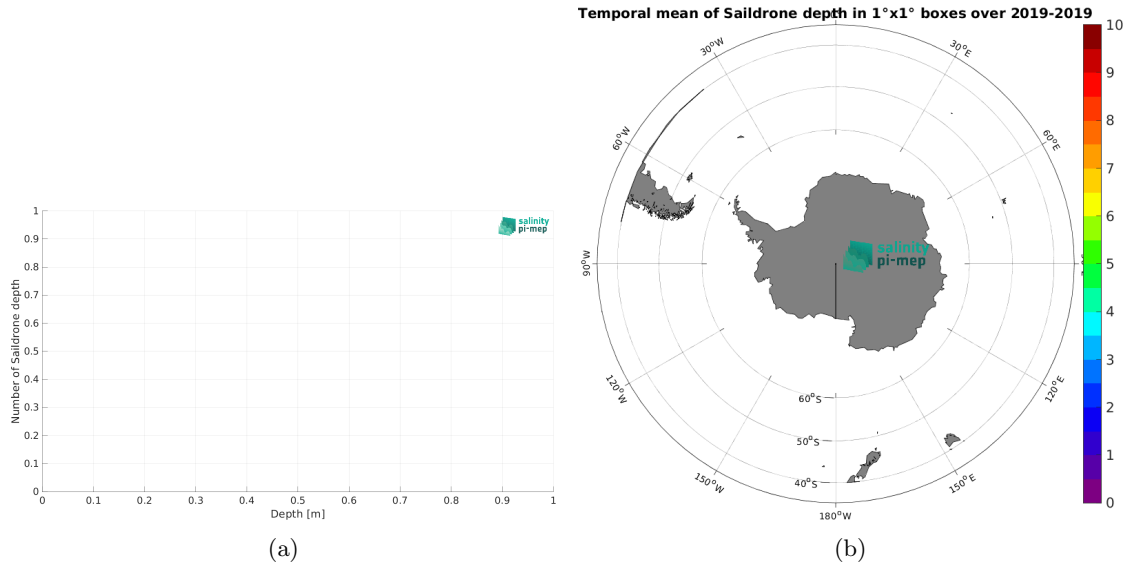 Temporal mean of Saildrone depth in 1°x1° boxes over 2019-2019
1
0.9
0.8
0.7
0.6
0.5
0.4
0.3
0.2
0.1
0
Number of Saildrone depth
0 0.1 0.2 0.3 0.4 0.5 0.6 0.7 0.8 0.9 1
Depth [m]
salinity
pi-mep
(a)
30°W
30°E
60°W
60°E
90°W
salinity
pi-mep
120°W
120°E
60°S
50°S
40°S
150°W
150°E
180°W
10
9
8
7
6
5
4
3
2
1
0
(b)